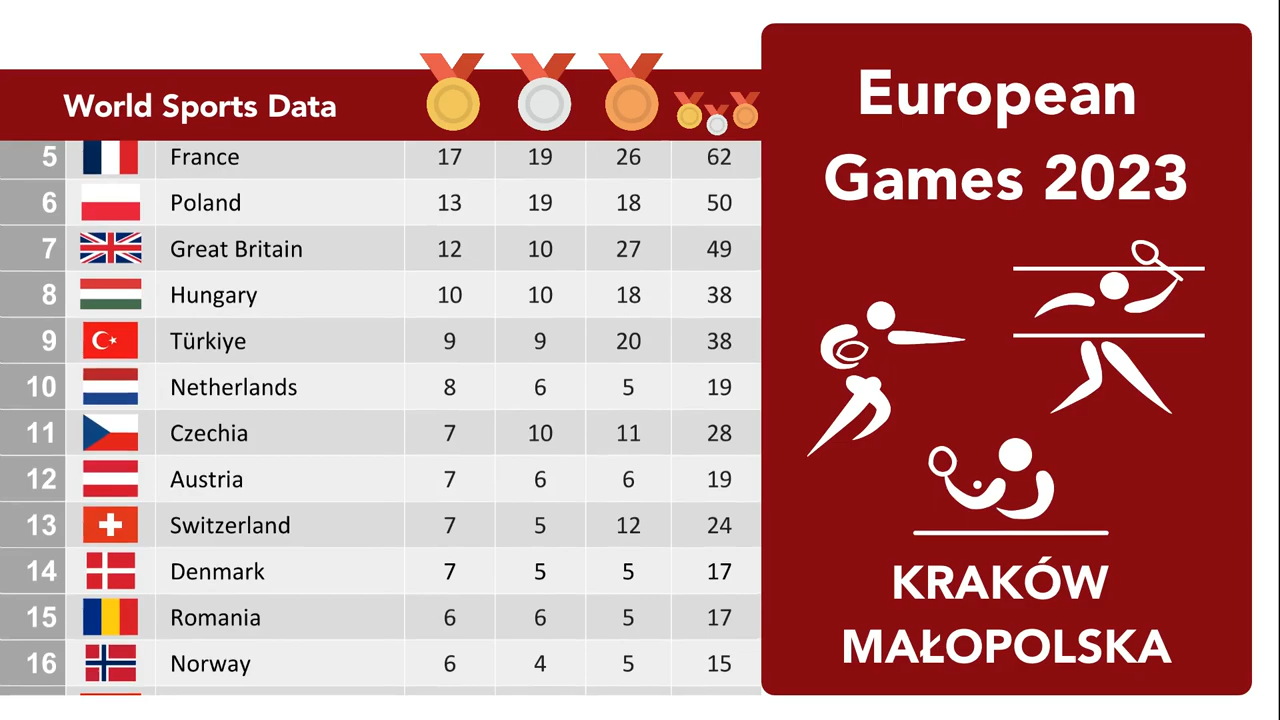 World Sports Data
5 France 17 19 26 62
6 Poland 13 19 18 50
7 Great Britain 12 10 27 49
8 Hungary 10 10 18 38
9 Türkiye 9 9 20 38
10 Netherlands 8 6 5 19
11 Czechia 7 10 11 28
12 Austria 7 6 6 19
13 Switzerland 7 5 12 24
14 Denmark 7 5 5 17
15 Romania 6 6 5 17
16 Norway 6 4 5 15
European
Games 2023
KRAKÓW
MAŁOPOLSKA